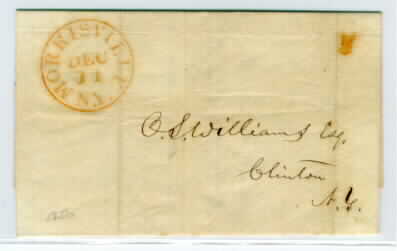 MORRISVILLE N.Y.
DEC
11
O. S. Williams Esq.
Clinton
N.Y.